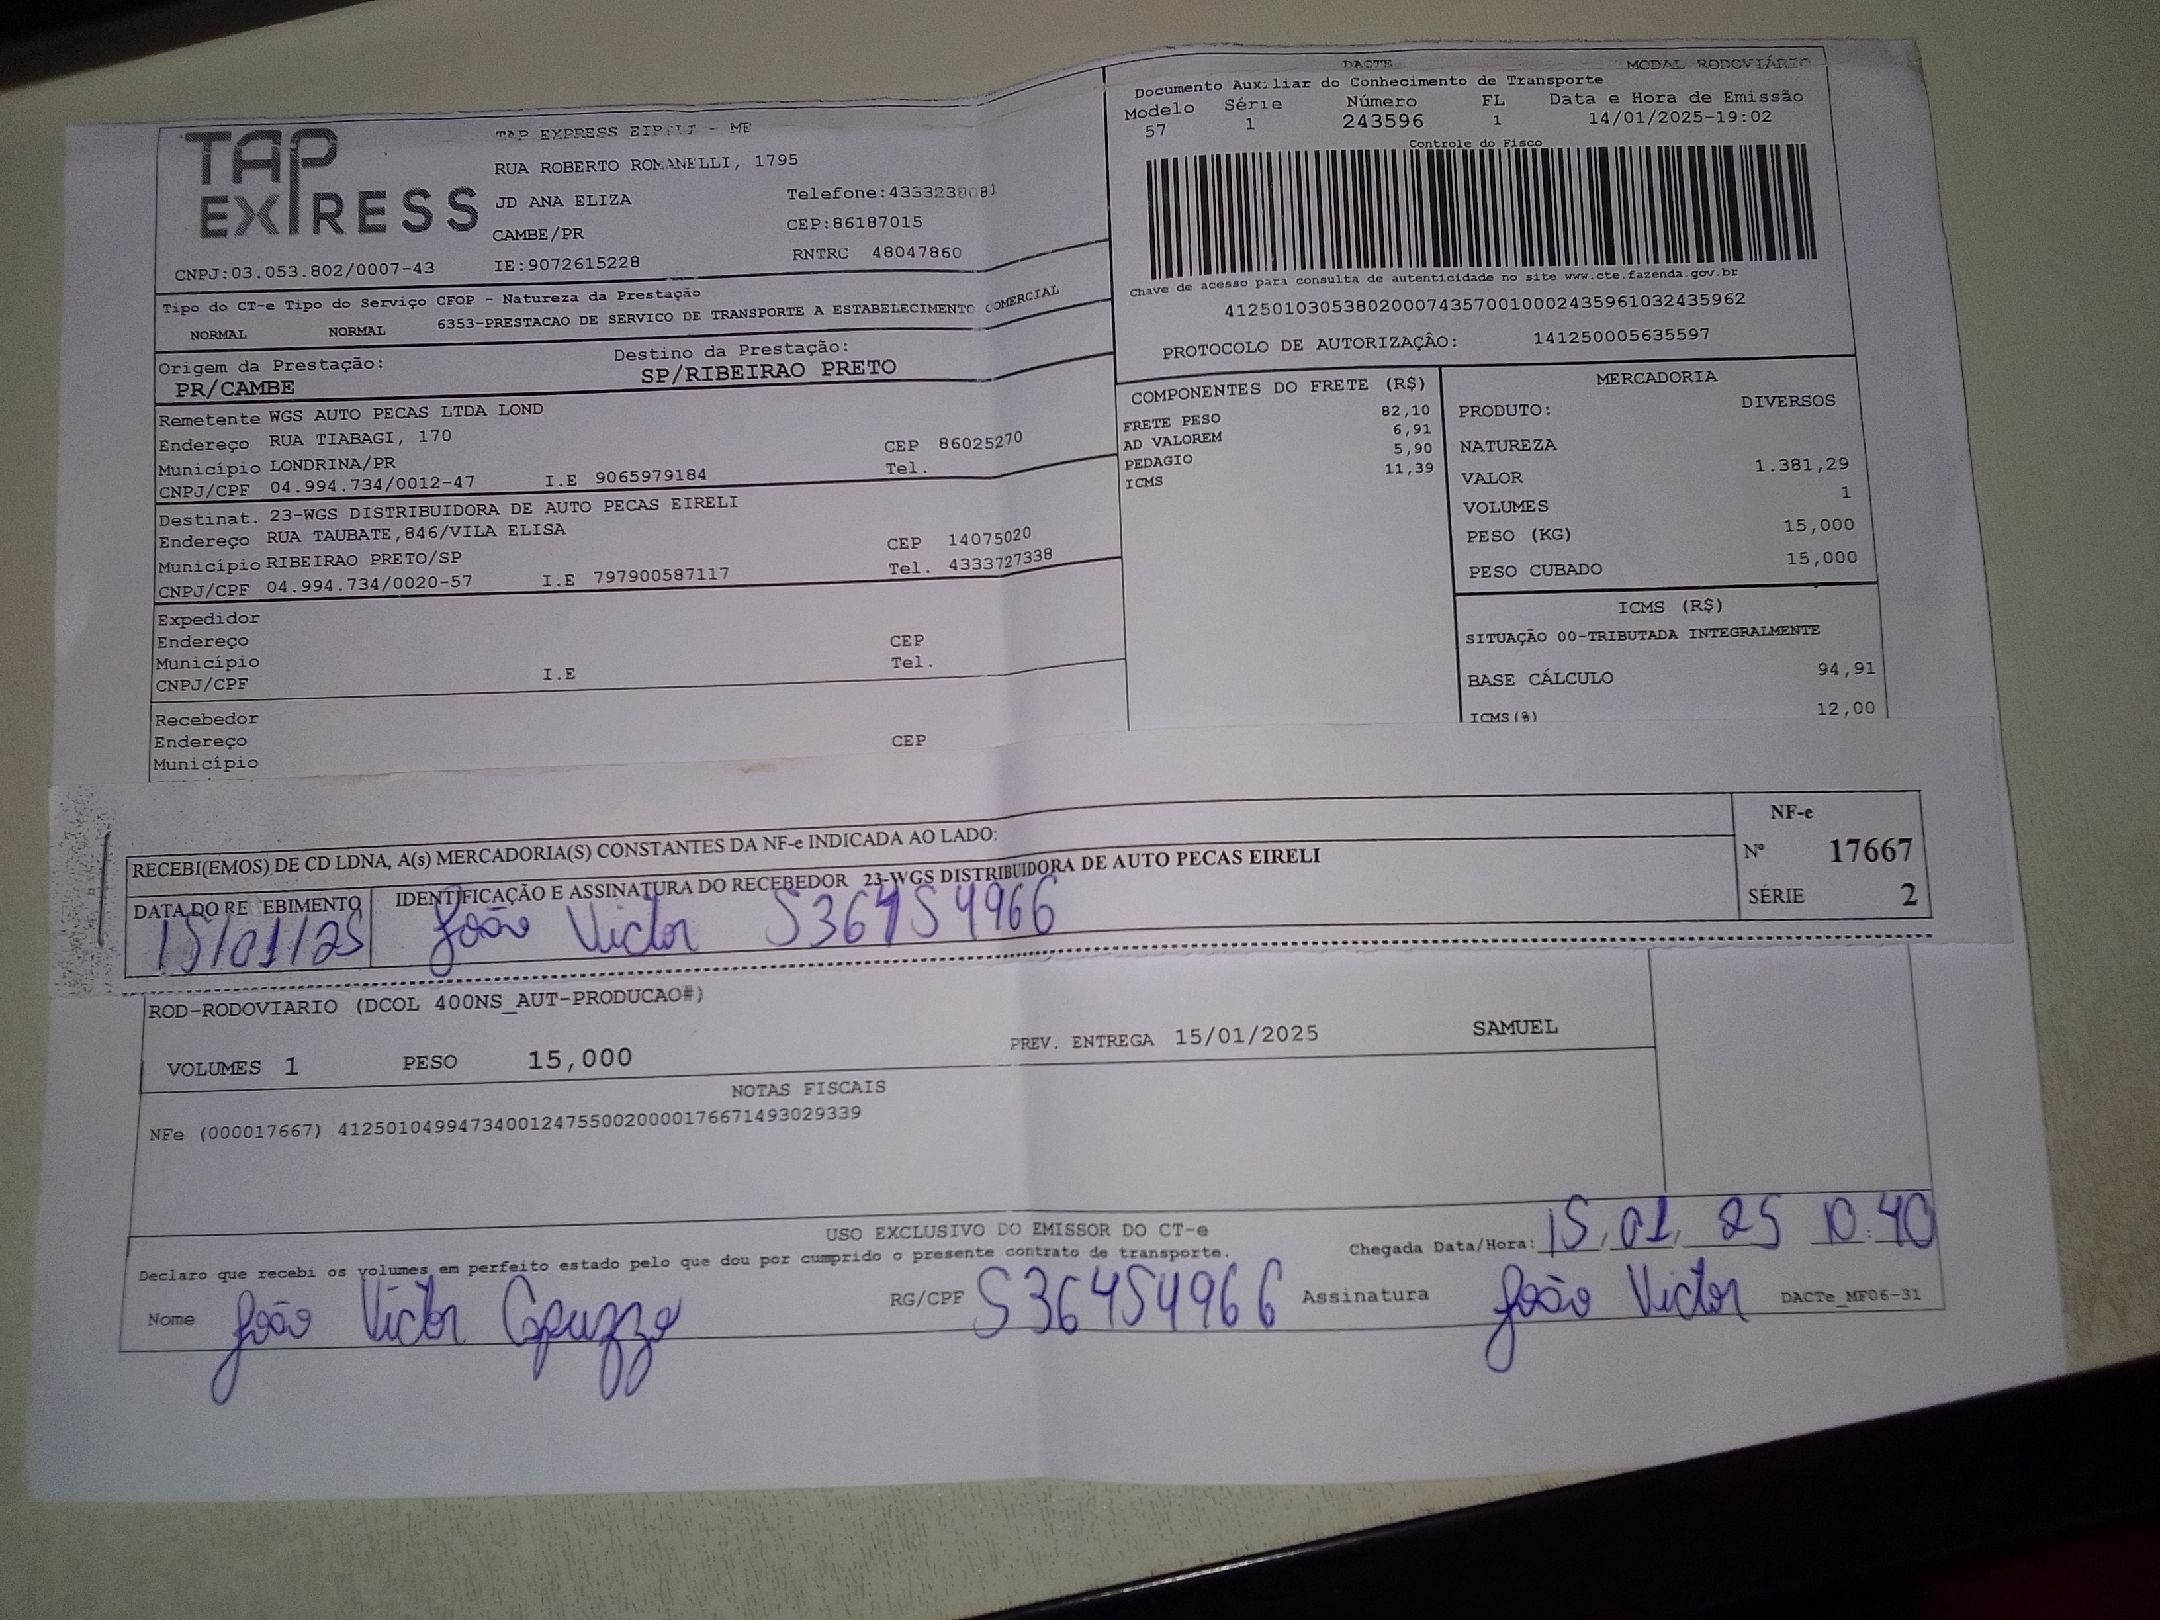 DACTE MODAL RODOVIÁRIO
Documento Auxiliar do Conhecimento de Transporte
Modelo Série Número FL Data e Hora de Emissão
57 1 243596 1 14/01/2025-19:02
Controle do Fisco
Chave de acesso para consulta de autenticidade no site www.cte.fazenda.gov.br
41250103053802000743570010002435961032435962
PROTOCOLO DE AUTORIZAÇÃO: 141250005635597
TAP EXPRESS
TAP EXPRESS EIRELI - ME
RUA ROBERTO ROMANELLI, 1795
JD ANA ELIZA Telefone:4333238081
CAMBE/PR CEP:86187015
CNPJ:03.053.802/0007-43 IE:9072615228 RNTRC 48047860
Tipo do CT-e Tipo do Serviço CFOP - Natureza da Prestação
NORMAL NORMAL 6353-PRESTACAO DE SERVICO DE TRANSPORTE A ESTABELECIMENTO COMERCIAL
Origem da Prestação: Destino da Prestação:
PR/CAMBE SP/RIBEIRAO PRETO
Remetente WGS AUTO PECAS LTDA LOND
Endereço RUA TIABAGI, 170 CEP 86025270
Município LONDRINA/PR Tel.
CNPJ/CPF 04.994.734/0012-47 I.E 9065979184
Destinat. 23-WGS DISTRIBUIDORA DE AUTO PECAS EIRELI
Endereço RUA TAUBATE,846/VILA ELISA CEP 14075020
Município RIBEIRAO PRETO/SP Tel. 4333727338
CNPJ/CPF 04.994.734/0020-57 I.E 797900587117
Expedidor
Endereço CEP
Município Tel.
CNPJ/CPF I.E
Recebedor
Endereço CEP
Município
COMPONENTES DO FRETE (R$)
FRETE PESO 82,10
AD VALOREM 6,91
PEDAGIO 5,90
ICMS 11,39
MERCADORIA
PRODUTO: DIVERSOS
NATUREZA
VALOR 1.381,29
VOLUMES 1
PESO (KG) 15,000
PESO CUBADO 15,000
ICMS (R$)
SITUAÇÃO 00-TRIBUTADA INTEGRALMENTE
BASE CÁLCULO 94,91
ICMS(%) 12,00
RECEBI(EMOS) DE CD LDNA, A(s) MERCADORIA(S) CONSTANTES DA NF-e INDICADA AO LADO:
DATA DO RE EBIMENTO IDENTIFICAÇÃO E ASSINATURA DO RECEBEDOR 23-WGS DISTRIBUIDORA DE AUTO PECAS EIRELI
15/01/25 João Victor 536454966
NF-e
Nº 17667
SÉRIE 2
ROD-RODOVIARIO (DCOL 400NS_AUT-PRODUCAO#)
VOLUMES 1 PESO 15,000 PREV. ENTREGA 15/01/2025 SAMUEL
NOTAS FISCAIS
NFe (000017667) 41250104994734001247550020000176671493029339
USO EXCLUSIVO DO EMISSOR DO CT-e
Declaro que recebi os volumes em perfeito estado pelo que dou por cumprido o presente contrato de transporte. Chegada Data/Hora: 15, 01, 25 10:40
Nome João Victor Capuzzo RG/CPF 536454966 Assinatura João Victor DACTe_MF06-31